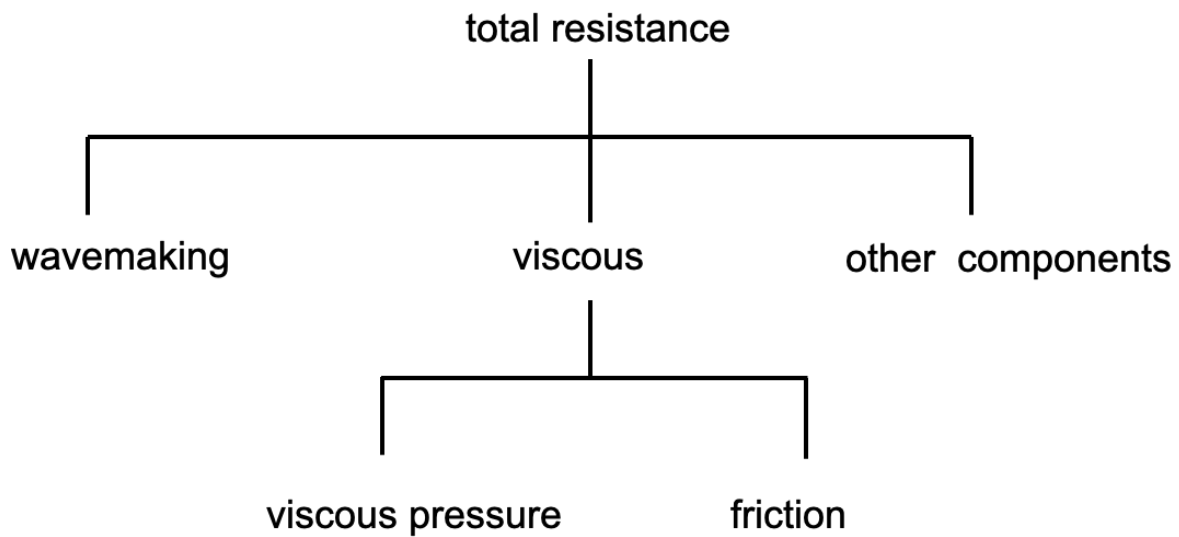 total resistance
wavemaking viscous other components
viscous pressure friction